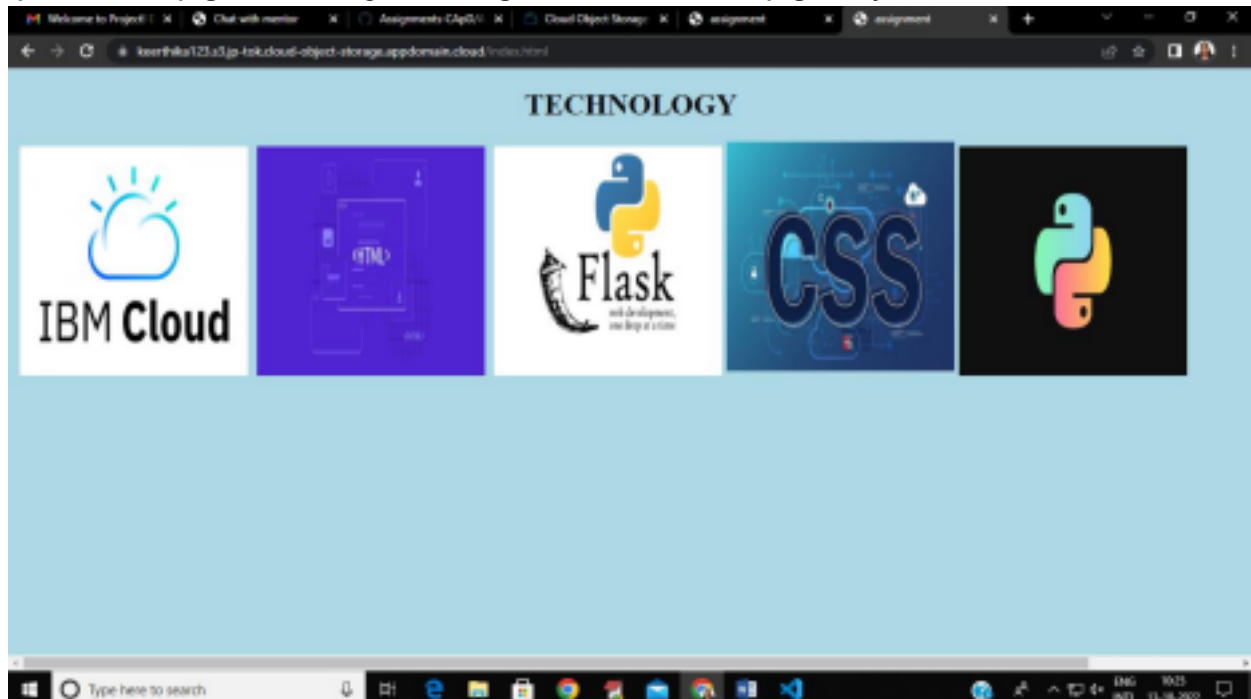 Welcome to Project!
Chat with mentor
Assignments
Cloud Object Storage
assignment
assignment
keerthika123.s3.jp-tok.cloud-object-storage.appdomain.cloud/index.html
TECHNOLOGY
IBM Cloud
<HTML>
Flask
web development,
one drop at a time
CSS
Type here to search
ENG
10:25